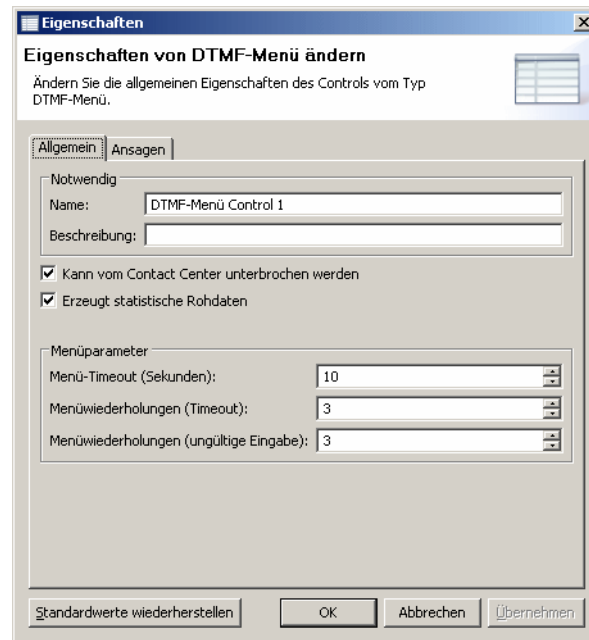 Eigenschaften
Eigenschaften von DTMF-Menü ändern
Ändern Sie die allgemeinen Eigenschaften des Controls vom Typ
DTMF-Menü.
Allgemein
Ansagen
Notwendig
Name:
DTMF-Menü Control 1
Beschreibung:
Kann vom Contact Center unterbrochen werden
Erzeugt statistische Rohdaten
Menüparameter
Menü-Timeout (Sekunden):
10
Menüwiederholungen (Timeout):
3
Menüwiederholungen (ungültige Eingabe):
3
Standardwerte wiederherstellen
OK
Abbrechen
Übernehmen